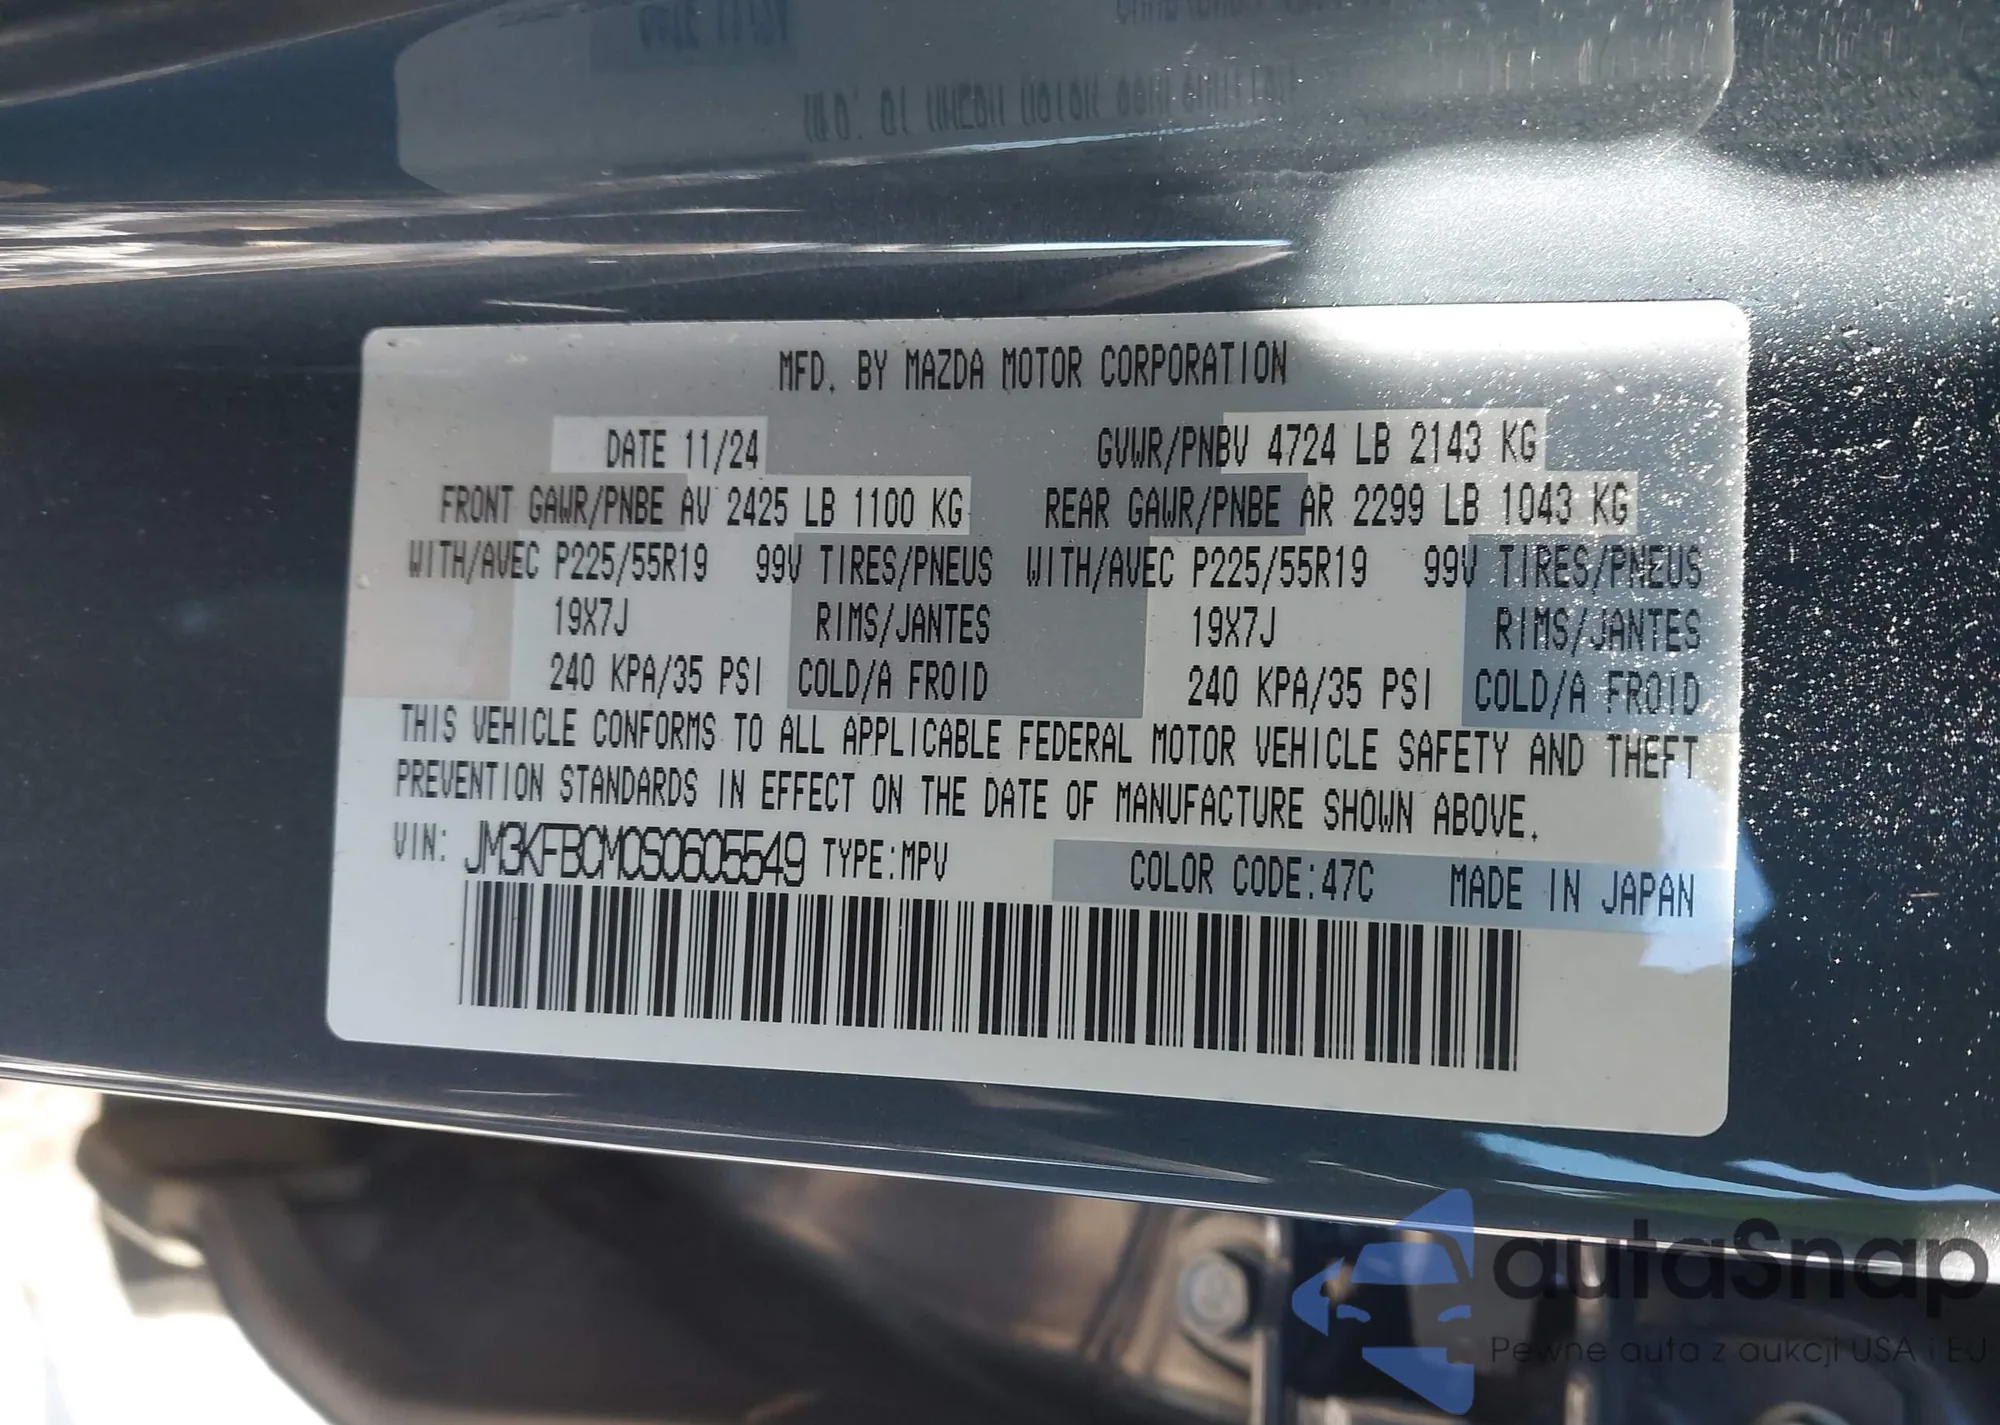 MFD. BY MAZDA MOTOR CORPORATION
DATE 11/24 GVWR/PNBV 4724 LB 2143 KG
FRONT GAWR/PNBE AV 2425 LB 1100 KG REAR GAWR/PNBE AR 2299 LB 1043 KG
WITH/AVEC P225/55R19 99V TIRES/PNEUS WITH/AVEC P225/55R19 99V TIRES/PNEUS
19X7J RIMS/JANTES 19X7J RIMS/JANTES
240 KPA/35 PSI COLD/A FROID 240 KPA/35 PSI COLD/A FROID
THIS VEHICLE CONFORMS TO ALL APPLICABLE FEDERAL MOTOR VEHICLE SAFETY AND THEFT
PREVENTION STANDARDS IN EFFECT ON THE DATE OF MANUFACTURE SHOWN ABOVE.
VIN: JM3KFBCM0S0605549 TYPE:MPV COLOR CODE:47C MADE IN JAPAN
autaSnap
Pewne auta z aukcji USA i EU